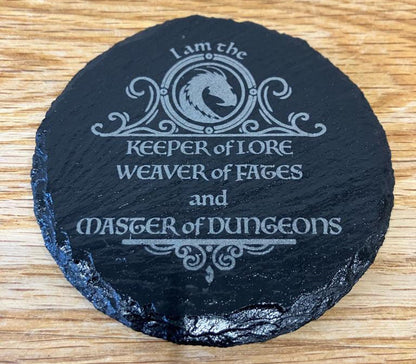 I am the
KEEPER of LORE
WEAVER of FATES
and
MASTER of DUNGEONS